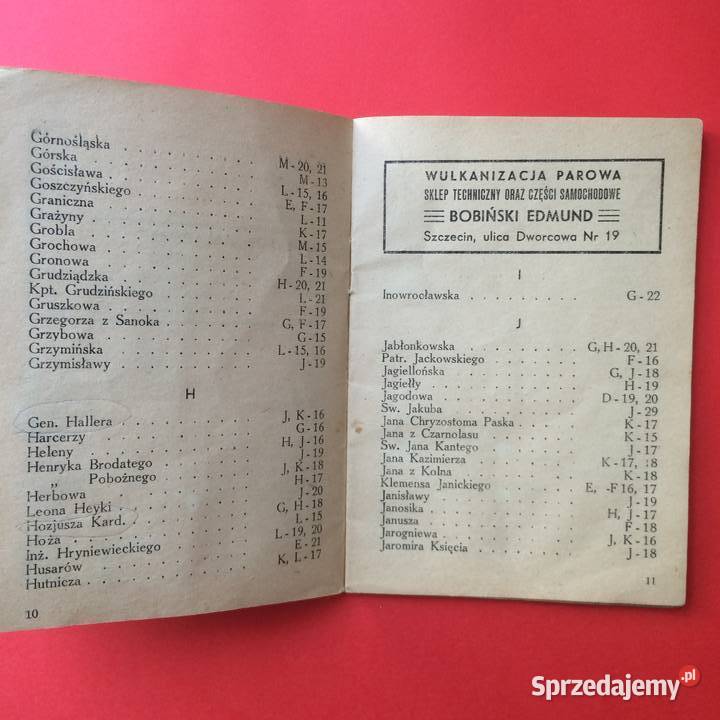 Górnośląska . . . . . . M - 20, 21
Górska . . . . . . M - 13
Gościsława . . . . . . L - 15, 16
Goszczyńskiego . . . . . . E, F - 17
Graniczna . . . . . . L - 11
Grażyny . . . . . . K - 17
Grobla . . . . . . M - 15
Grochowa . . . . . . L - 14
Gronowa . . . . . . F - 19
Grudziądzka . . . . . . H - 20, 21
Kpt. Grudzińskiego . . . . . . L - 21
Gruszkowa . . . . . . F - 19
Grzegorza z Sanoka . . . . . . G, F - 17
Grzybowa . . . . . . G - 15
Grzymińska . . . . . . L - 15, 16
Grzymisławy . . . . . . J - 19
H
Gen. Hallera . . . . . . J, K - 16
Harcerzy . . . . . . G - 16
Heleny . . . . . . H, J - 16
Henryka Brodatego . . . . . . J - 19
„ Pobożnego . . . . . . J, K - 18
Herbowa . . . . . . H - 17
Leona Heyki . . . . . . J - 20
Hozjusza Kard. . . . . . . G, H - 18
Hoża . . . . . . L - 15
Inż. Hryniewieckiego . . . . . . L - 19, 20
Husarów . . . . . . E - 21
Hutnicza . . . . . . K, L - 17
10
WULKANIZACJA PAROWA
SKLEP TECHNICZNY ORAZ CZĘŚCI SAMOCHODOWE
BOBIŃSKI EDMUND
Szczecin, ulica Dworcowa Nr 19
I
Inowrocławska . . . . . . G - 22
J
Jabłonkowska . . . . . . G, H - 20, 21
Patr. Jackowskiego . . . . . . F - 16
Jagiellońska . . . . . . G, J - 18
Jagiełły . . . . . . H - 19
Jagodowa . . . . . . D - 19, 20
Św. Jakuba . . . . . . J - 29
Jana Chryzostoma Paska . . . . . . K - 17
Jana z Czarnolasu . . . . . . K - 15
Św. Jana Kantego . . . . . . J - 17
Jana Kazimierza . . . . . . K - 17, 18
Jana z Kolna . . . . . . K - 18
Klemensa Janickiego . . . . . . E, -F 16, 17
Janisławy . . . . . . J - 19
Janosika . . . . . . H, J - 17
Janusza . . . . . . F - 18
Jarogniewa . . . . . . J, K - 16
Jaromira Księcia . . . . . . J - 18
11
Sprzedajemy.pl